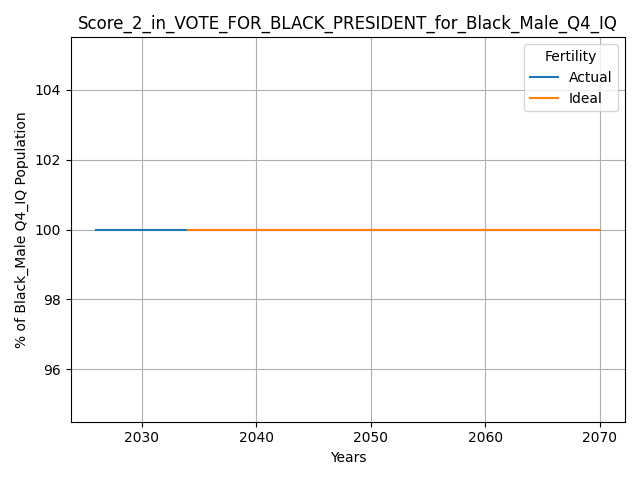 Score_2_in_VOTE_FOR_BLACK_PRESIDENT_for_Black_Male_Q4_IQ
Fertility
Actual
Ideal
104
102
100
98
96
% of Black_Male Q4_IQ Population
2030 2040 2050 2060 2070
Years